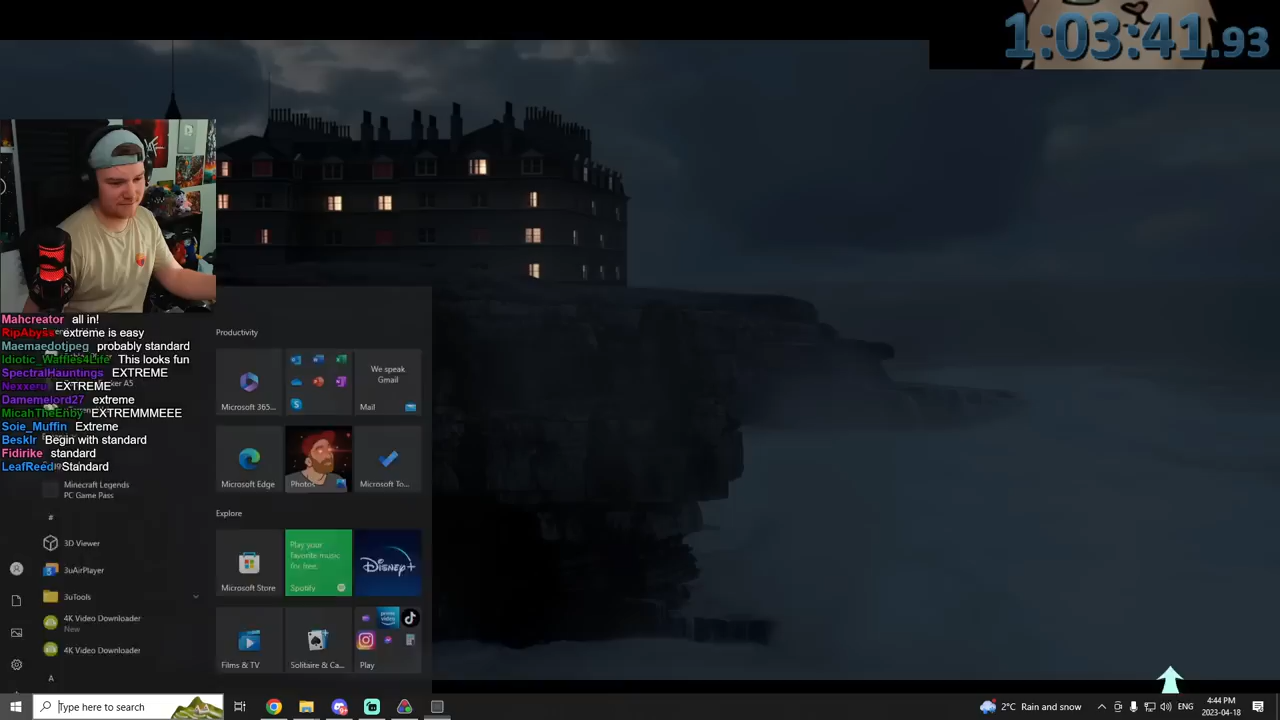 1:03:41.93
Mahcreator all in!
RipAbyss extreme is easy
Maemaedotjpeg probably standard
Idiotic_Waffles4Life This looks fun
SpectralHauntings EXTREME
Nexxeru EXTREME
Damemelord27 extreme
MicahTheEnby EXTREMMMEEE
Soie_Muffin Extreme
Besklr Begin with standard
Fidirike standard
LeafReed Standard
Minecraft Legends
PC Game Pass
#
3D Viewer
3uAirPlayer
3uTools
4K Video Downloader
New
4K Video Downloader
A
Productivity
Microsoft 365...
We speak
Gmail
Mail
Microsoft Edge
Photos
Microsoft To...
Explore
Microsoft Store
Play your
favorite music
for free.
Spotify
Disney+
Films & TV
Solitaire & Ca...
Play
Type here to search
2°C Rain and snow
ENG
4:44 PM
2023-04-18